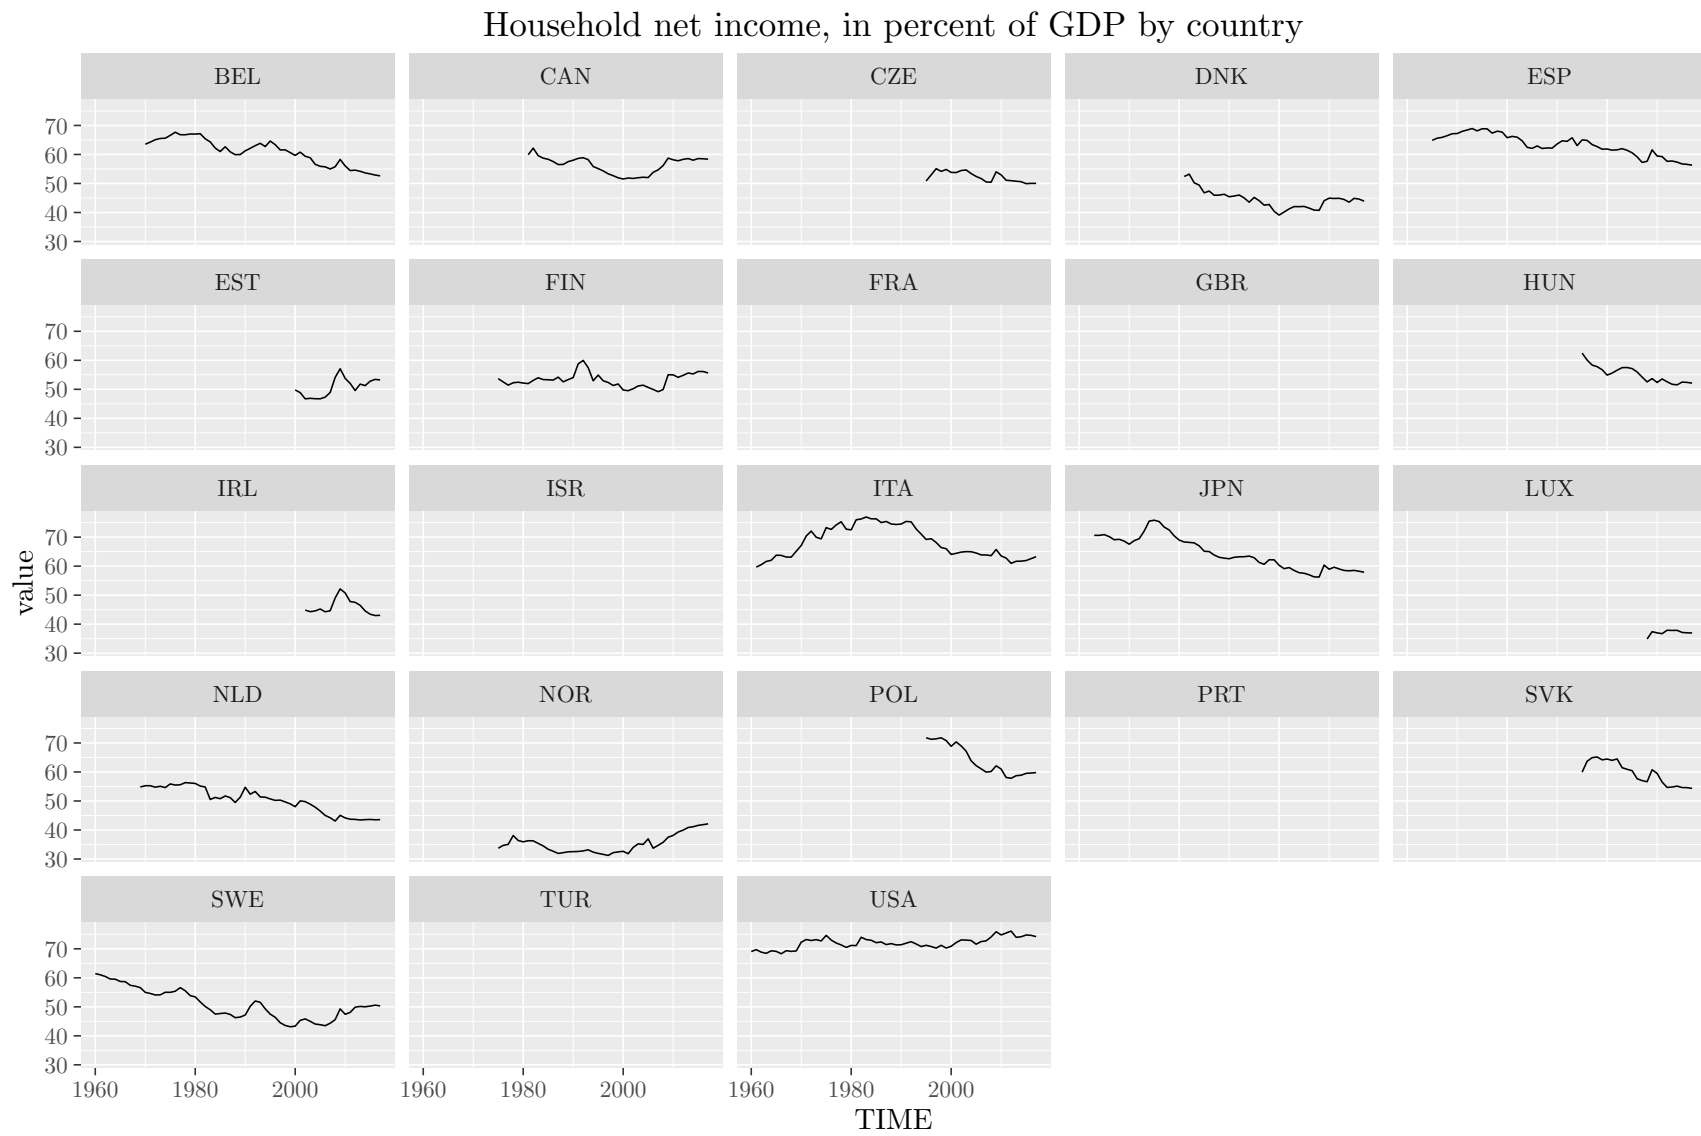 Household net income, in percent of GDP by country
BEL CAN CZE DNK ESP
70
60
50
40
30
EST FIN FRA GBR HUN
70
60
50
40
30
IRL ISR ITA JPN LUX
70
60
50
40
30
value
NLD NOR POL PRT SVK
70
60
50
40
30
SWE TUR USA
70
60
50
40
30
1960 1980 2000 1960 1980 2000 1960 1980 2000
TIME